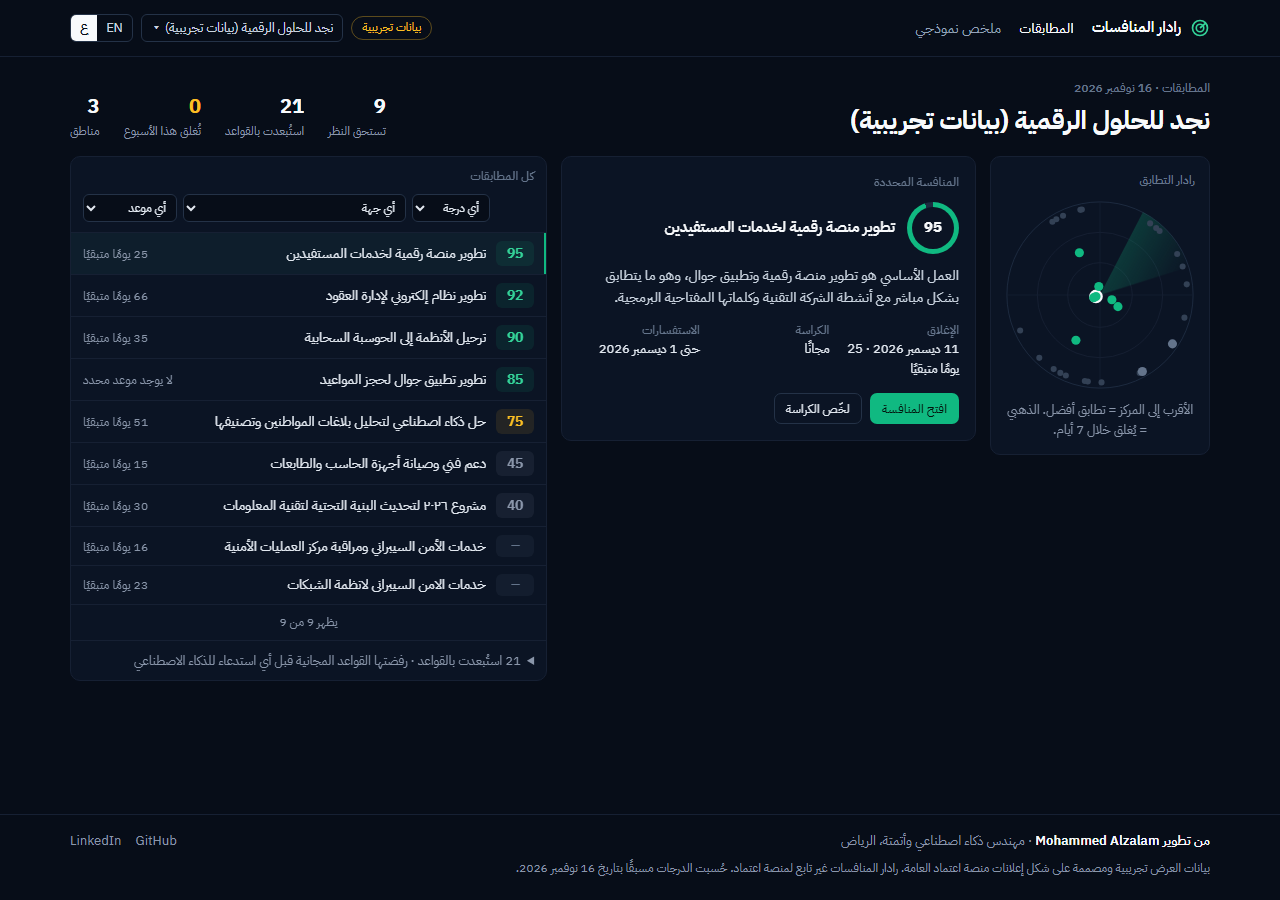 رادار المنافسات
المطابقات
ملخص نموذجي
بيانات تجريبية
نجد للحلول الرقمية (بيانات تجريبية)
EN
ع
المطابقات · 16 نوفمبر 2026
نجد للحلول الرقمية (بيانات تجريبية)
9
تستحق النظر
21
استُبعدت بالقواعد
0
تُغلق هذا الأسبوع
3
مناطق
رادار التطابق
الأقرب إلى المركز = تطابق أفضل. الذهبي
= يُغلق خلال 7 أيام.
المنافسة المحددة
95
تطوير منصة رقمية لخدمات المستفيدين
العمل الأساسي هو تطوير منصة رقمية وتطبيق جوال، وهو ما يتطابق
بشكل مباشر مع أنشطة الشركة التقنية وكلماتها المفتاحية البرمجية.
الإغلاق
11 ديسمبر 2026 · 25
يومًا متبقيًا
الكراسة
مجانًا
الاستفسارات
حتى 1 ديسمبر 2026
افتح المنافسة
لخّص الكراسة
كل المطابقات
أي درجة
أي جهة
أي موعد
95 تطوير منصة رقمية لخدمات المستفيدين 25 يومًا متبقيًا
92 تطوير نظام إلكتروني لإدارة العقود 66 يومًا متبقيًا
90 ترحيل الأنظمة إلى الحوسبة السحابية 35 يومًا متبقيًا
85 تطوير تطبيق جوال لحجز المواعيد لا يوجد موعد محدد
75 حل ذكاء اصطناعي لتحليل بلاغات المواطنين وتصنيفها 51 يومًا متبقيًا
45 دعم فني وصيانة أجهزة الحاسب والطابعات 15 يومًا متبقيًا
40 مشروع ٢٠٢٦ لتحديث البنية التحتية لتقنية المعلومات 30 يومًا متبقيًا
— خدمات الأمن السيبراني ومراقبة مركز العمليات الأمنية 16 يومًا متبقيًا
— خدمات الامن السيبرانى لانظمة الشبكات 23 يومًا متبقيًا
يظهر 9 من 9
21 استُبعدت بالقواعد · رفضتها القواعد المجانية قبل أي استدعاء للذكاء الاصطناعي
من تطوير Mohammed Alzalam · مهندس ذكاء اصطناعي وأتمتة، الرياض
GitHub
LinkedIn
بيانات العرض تجريبية ومصممة على شكل إعلانات منصة اعتماد العامة. رادار المنافسات غير تابع لمنصة اعتماد. حُسبت الدرجات مسبقًا بتاريخ 16 نوفمبر 2026.